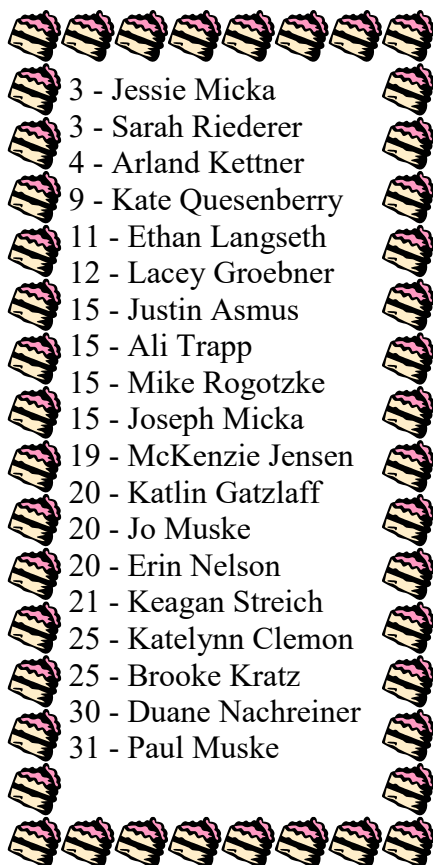 3 - Jessie Micka
3 - Sarah Riederer
4 - Arland Kettner
9 - Kate Quesenberry
11 - Ethan Langseth
12 - Lacey Groebner
15 - Justin Asmus
15 - Ali Trapp
15 - Mike Rogotzke
15 - Joseph Micka
19 - McKenzie Jensen
20 - Katlin Gatzlaff
20 - Jo Muske
20 - Erin Nelson
21 - Keagan Streich
25 - Katelynn Clemon
25 - Brooke Kratz
30 - Duane Nachreiner
31 - Paul Muske